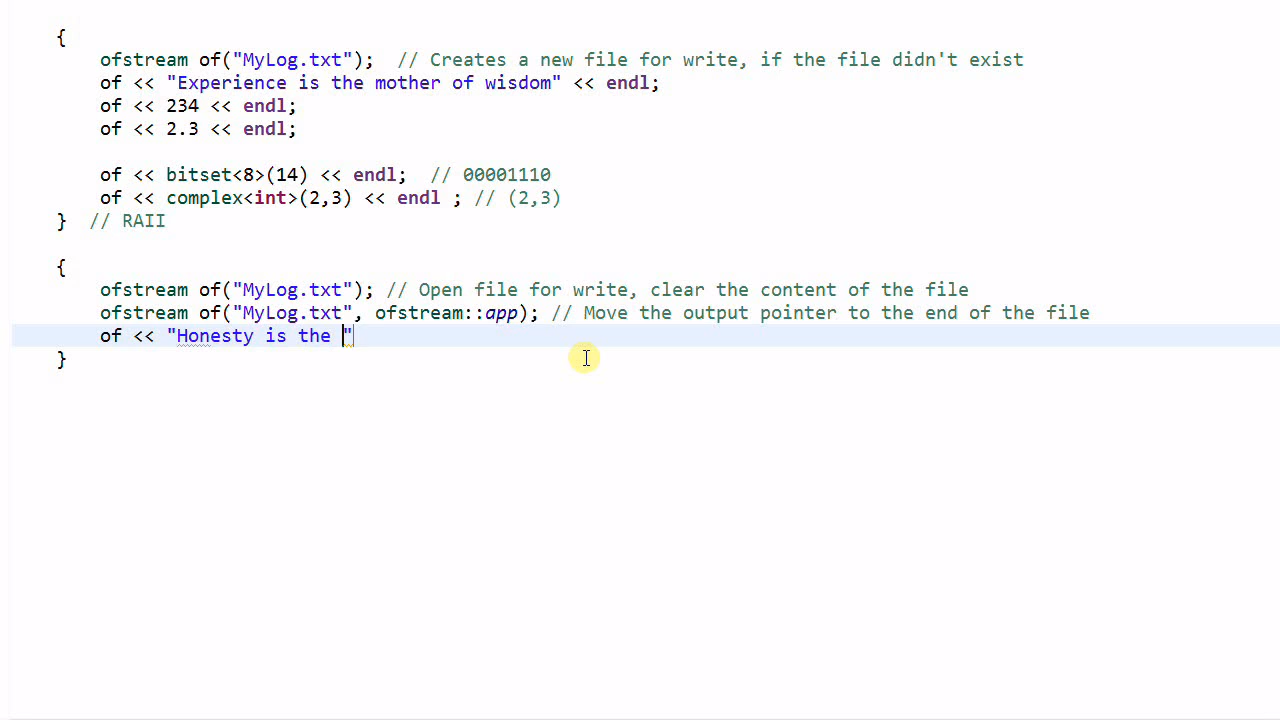 {
ofstream of("MyLog.txt");  // Creates a new file for write, if the file didn't exist
of << "Experience is the mother of wisdom" << endl;
of << 234 << endl;
of << 2.3 << endl;
of << bitset<8>(14) << endl;  // 00001110
of << complex<int>(2,3) << endl ; // (2,3)
}  // RAII
{
ofstream of("MyLog.txt"); // Open file for write, clear the content of the file
ofstream of("MyLog.txt", ofstream::app); // Move the output pointer to the end of the file
of << "Honesty is the "
}